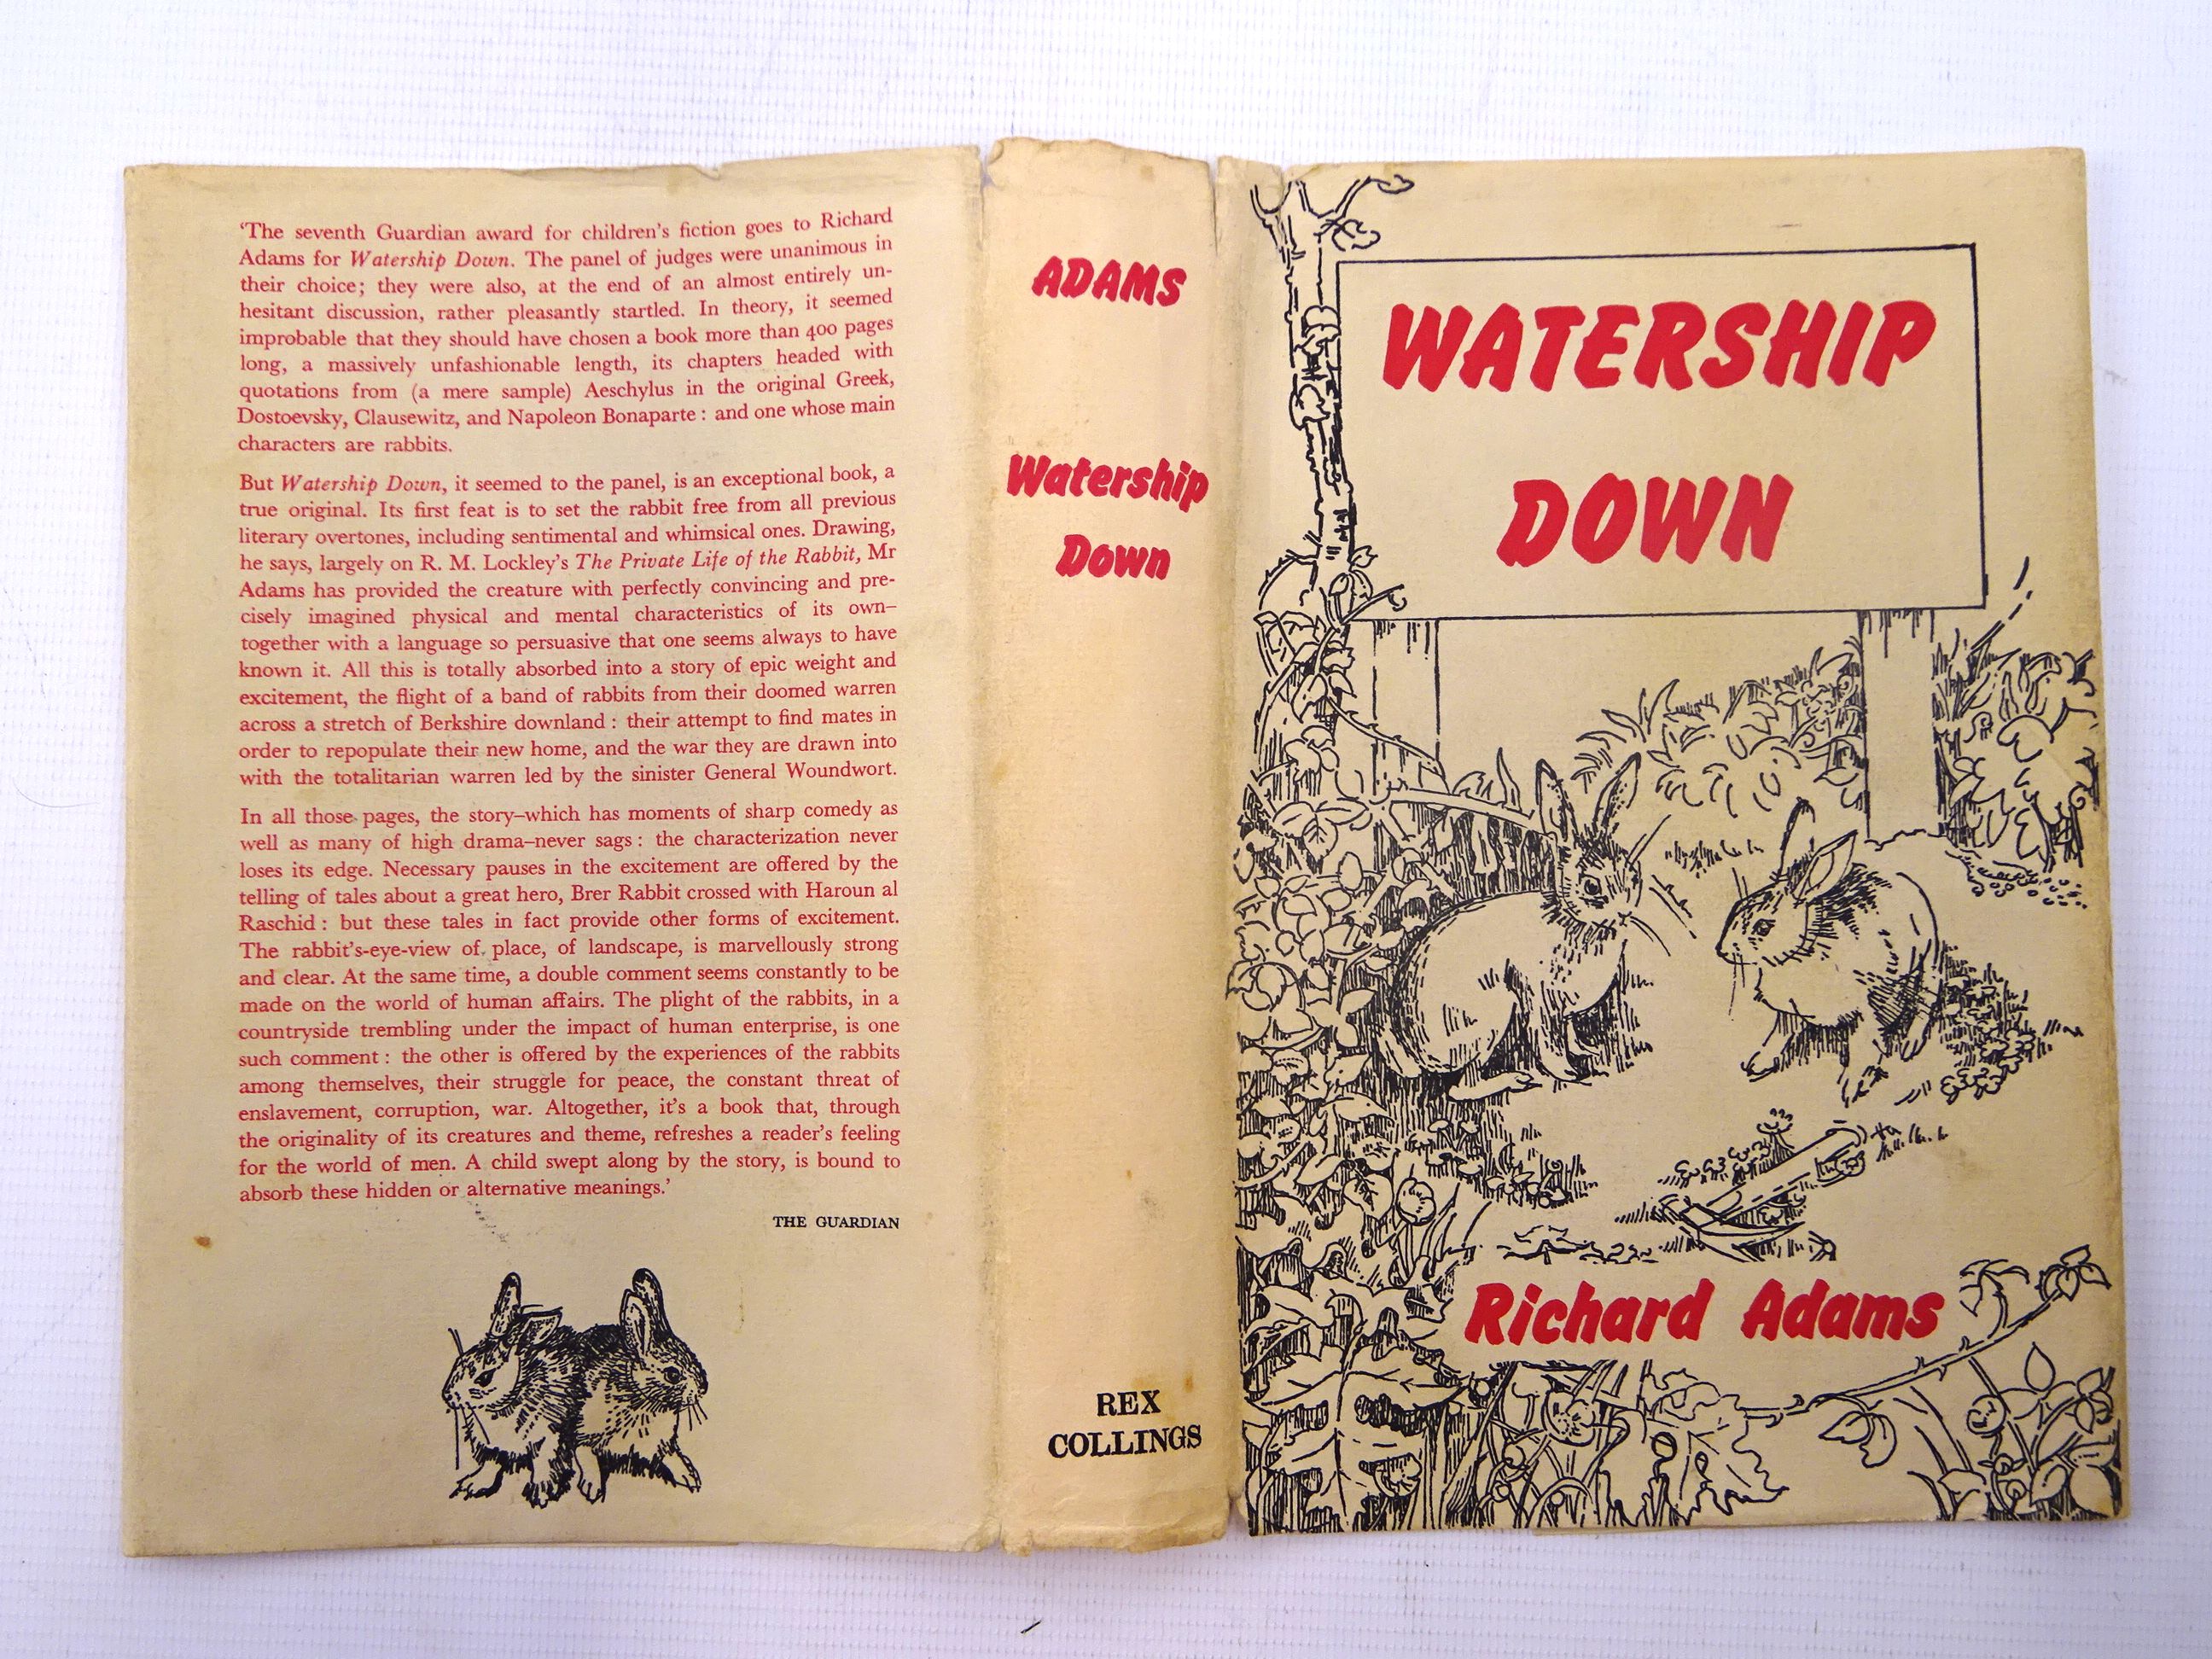 ‘The seventh Guardian award for children’s fiction goes to Richard
Adams for Watership Down. The panel of judges were unanimous in
their choice; they were also, at the end of an almost entirely un-
hesitant discussion, rather pleasantly startled. In theory, it seemed
improbable that they should have chosen a book more than 400 pages
long, a massively unfashionable length, its chapters headed with
quotations from (a mere sample) Aeschylus in the original Greek,
Dostoevsky, Clausewitz, and Napoleon Bonaparte : and one whose main
characters are rabbits.
But Watership Down, it seemed to the panel, is an exceptional book, a
true original. Its first feat is to set the rabbit free from all previous
literary overtones, including sentimental and whimsical ones. Drawing,
he says, largely on R. M. Lockley’s The Private Life of the Rabbit, Mr
Adams has provided the creature with perfectly convincing and pre-
cisely imagined physical and mental characteristics of its own–
together with a language so persuasive that one seems always to have
known it. All this is totally absorbed into a story of epic weight and
excitement, the flight of a band of rabbits from their doomed warren
across a stretch of Berkshire downland : their attempt to find mates in
order to repopulate their new home, and the war they are drawn into
with the totalitarian warren led by the sinister General Woundwort.
In all those pages, the story–which has moments of sharp comedy as
well as many of high drama–never sags : the characterization never
loses its edge. Necessary pauses in the excitement are offered by the
telling of tales about a great hero, Brer Rabbit crossed with Haroun al
Raschid : but these tales in fact provide other forms of excitement.
The rabbit’s-eye-view of place, of landscape, is marvellously strong
and clear. At the same time, a double comment seems constantly to be
made on the world of human affairs. The plight of the rabbits, in a
countryside trembling under the impact of human enterprise, is one
such comment : the other is offered by the experiences of the rabbits
among themselves, their struggle for peace, the constant threat of
enslavement, corruption, war. Altogether, it’s a book that, through
the originality of its creatures and theme, refreshes a reader’s feeling
for the world of men. A child swept along by the story, is bound to
absorb these hidden or alternative meanings.’
THE GUARDIAN
ADAMS
Watership
Down
REX
COLLINGS
WATERSHIP
DOWN
Richard Adams